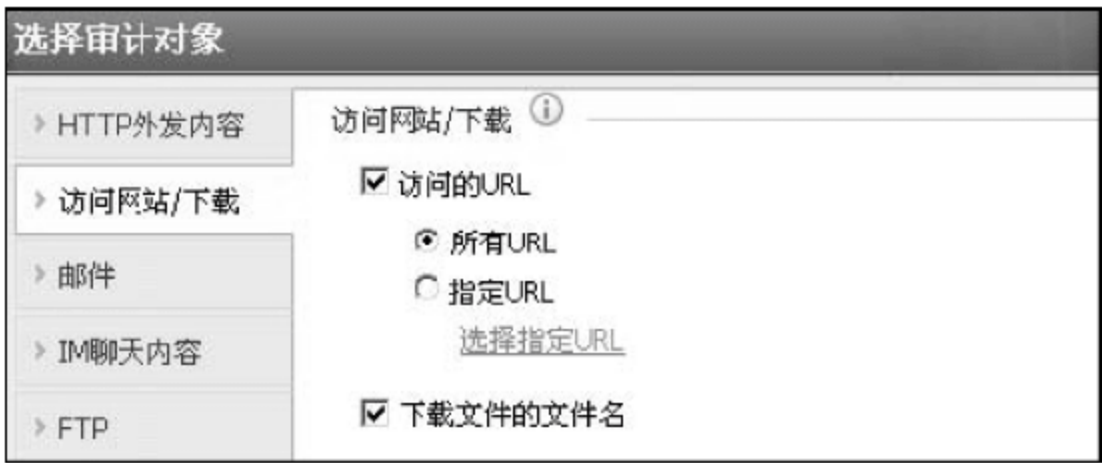 选择审计对象
HTTP外发内容
访问网站/下载
邮件
IM聊天内容
FTP
访问网站/下载
访问的URL
所有URL
指定URL
选择指定URL
下载文件的文件名